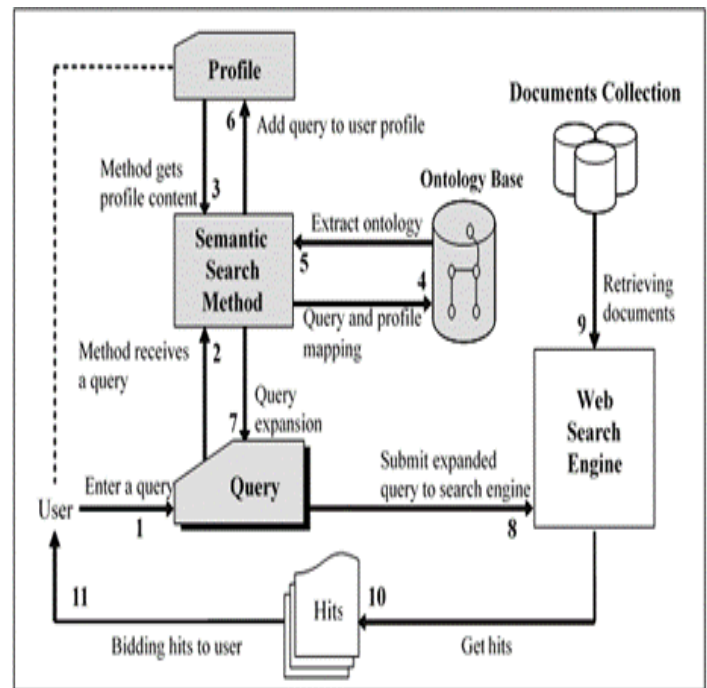 Profile
Documents Collection
6
Add query to user profile
Method gets
profile content
3
Ontology Base
Semantic
Search
Method
Extract ontology
5
4
Query and profile
mapping
Retrieving
documents
9
Method receives
a query
2
Query
expansion
7
Web
Search
Engine
Submit expanded
query to search engine
User
Enter a query
Query
1
8
11
Hits
10
Bidding hits to user
Get hits